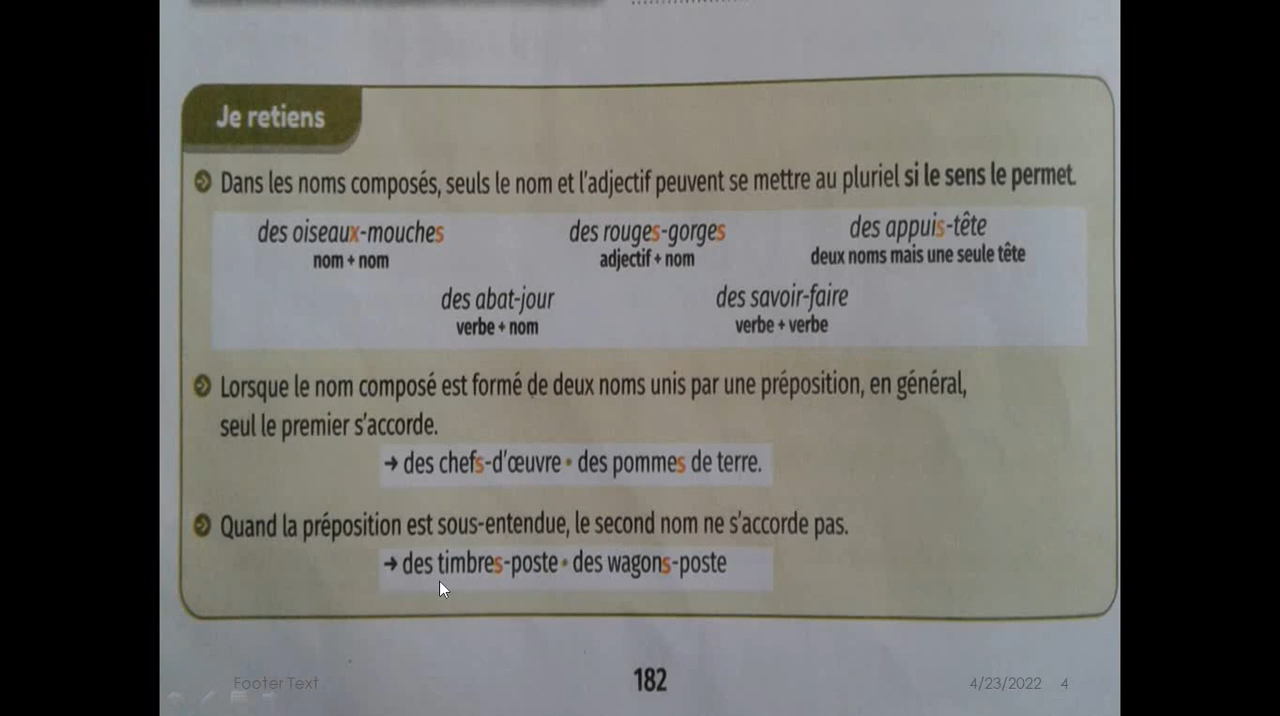 Je retiens
Dans les noms composés, seuls le nom et l'adjectif peuvent se mettre au pluriel si le sens le permet.
des oiseaux-mouches des rouges-gorges des appuis-tête
nom + nom adjectif + nom deux noms mais une seule tête
des abat-jour des savoir-faire
verbe + nom verbe + verbe
Lorsque le nom composé est formé de deux noms unis par une préposition, en général,
seul le premier s'accorde.
→ des chefs-d'œuvre • des pommes de terre.
Quand la préposition est sous-entendue, le second nom ne s'accorde pas.
→ des timbres-poste • des wagons-poste
182
Footer Text 4/23/2022 4